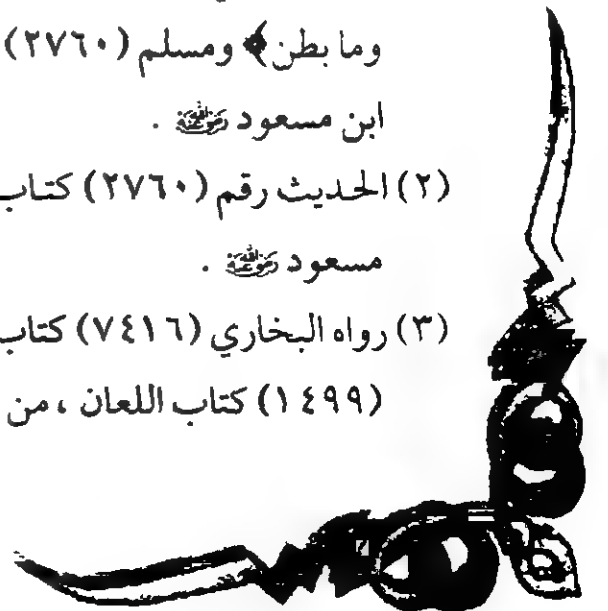 وما بطن﴾ ومسلم (٢٧٦٠)
ابن مسعود رضي الله عنه .
(٢) الحديث رقم (٢٧٦٠) كتاب
مسعود رضي الله عنه .
(٣) رواه البخاري (٧٤١٦) كتاب
(١٤٩٩) كتاب اللعان ، من